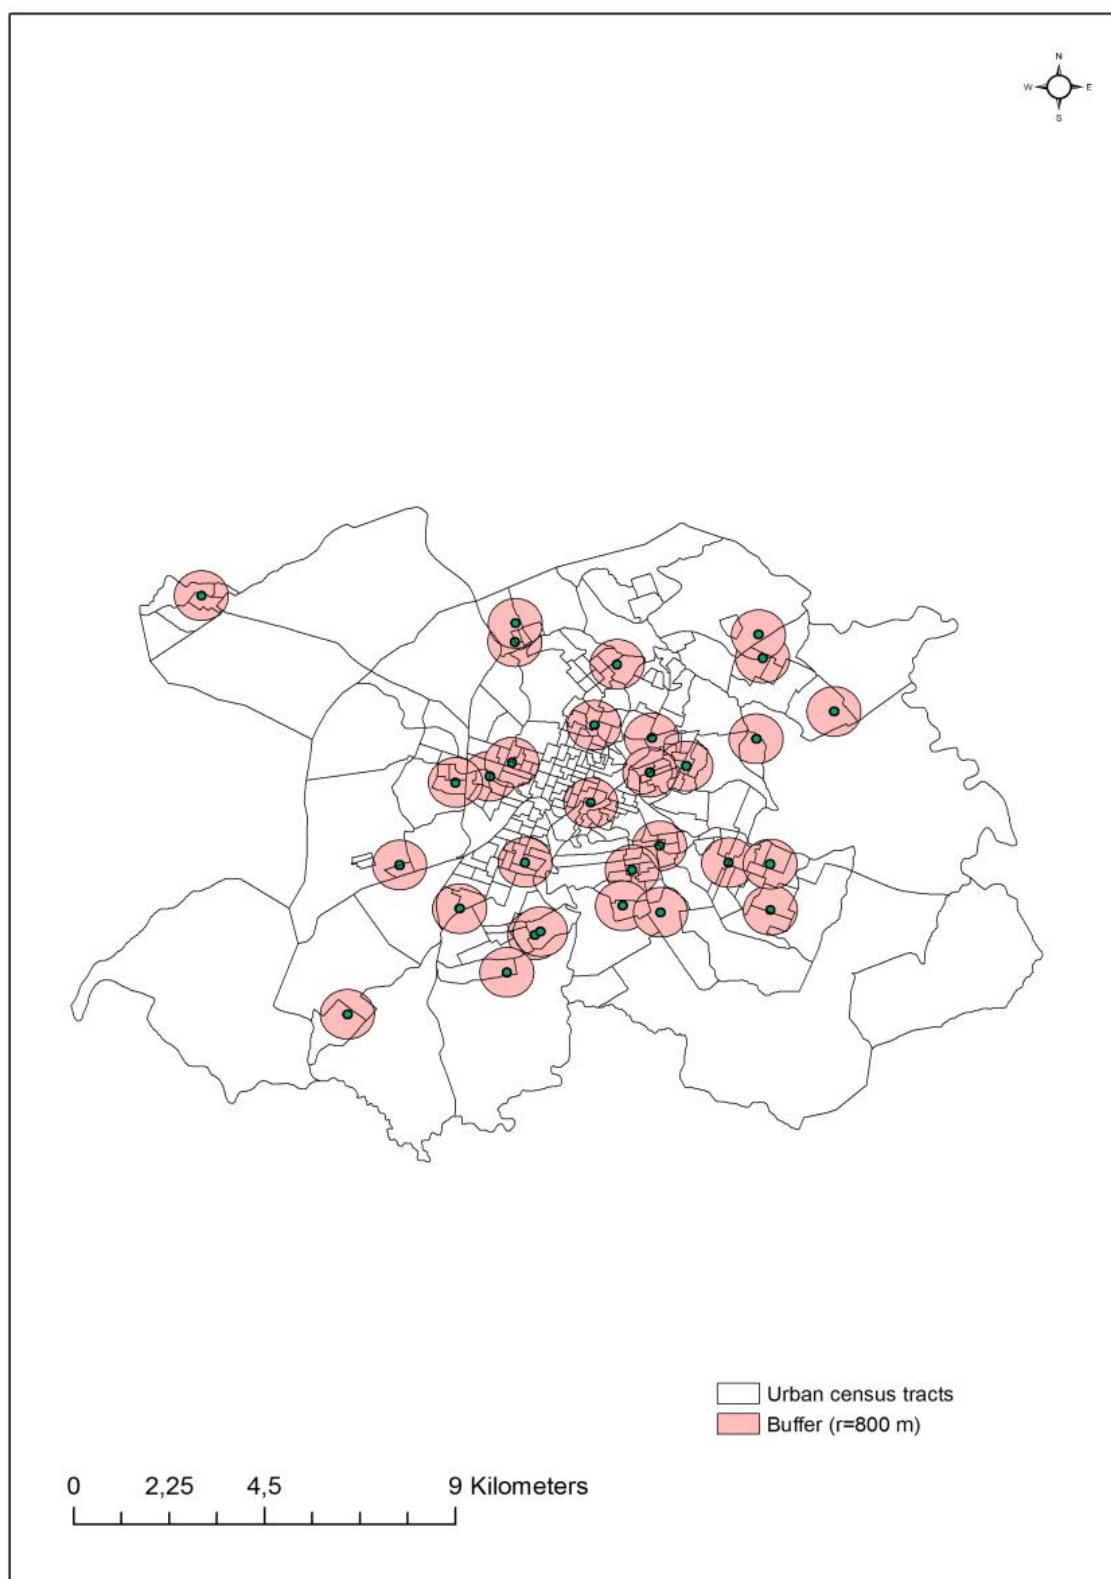 N
W E
S
Urban census tracts
Buffer (r=800 m)
0 2,25 4,5 9 Kilometers